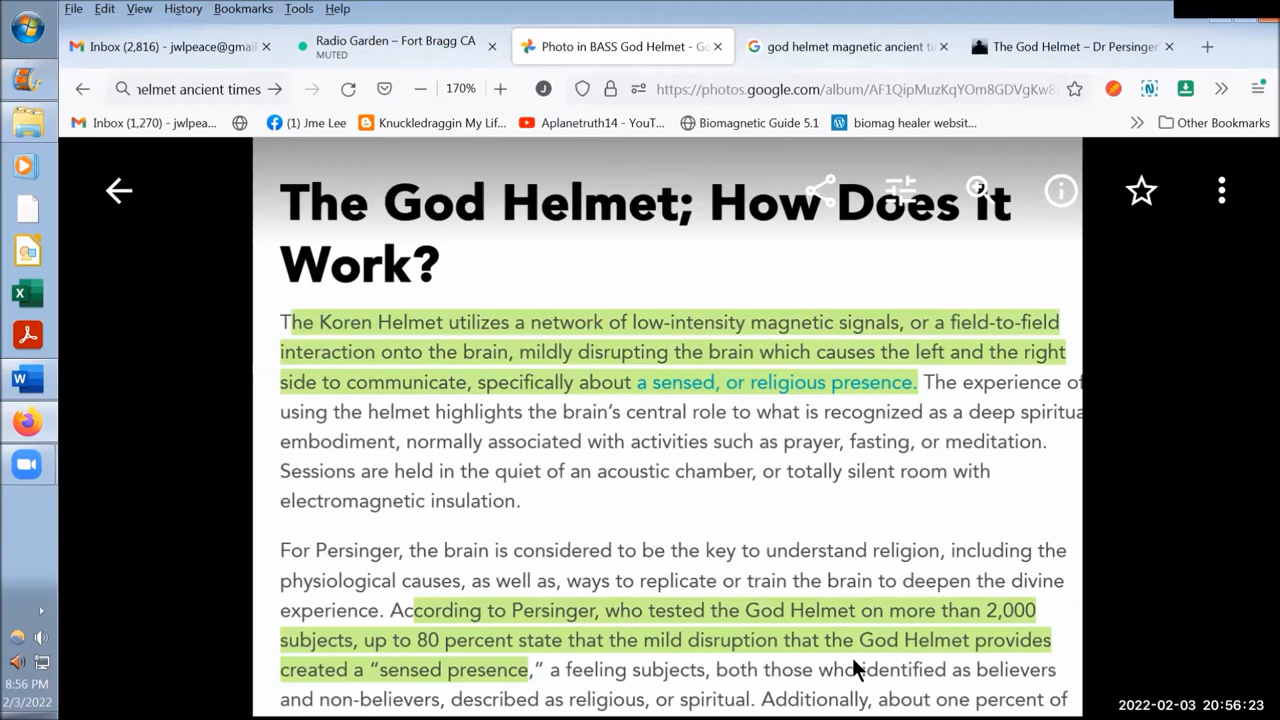 File Edit View History Bookmarks Tools Help
Inbox (2,816) - jwlpeace@gmail
Radio Garden – Fort Bragg CA
MUTED
Photo in BASS God Helmet - Go
god helmet magnetic ancient ti
The God Helmet – Dr Persinger
helmet ancient times
170%
https://photos.google.com/album/AF1QipMuzKqYOm8GDVgKw8
Inbox (1,270) - jwlpea...
(1) Jme Lee
Knuckledraggin My Life...
Aplanetruth14 - YouT...
Biomagnetic Guide 5.1
biomag healer websit...
Other Bookmarks
The God Helmet; How Does it
Work?
The Koren Helmet utilizes a network of low-intensity magnetic signals, or a field-to-field
interaction onto the brain, mildly disrupting the brain which causes the left and the right
side to communicate, specifically about a sensed, or religious presence. The experience of
using the helmet highlights the brain's central role to what is recognized as a deep spiritua
embodiment, normally associated with activities such as prayer, fasting, or meditation.
Sessions are held in the quiet of an acoustic chamber, or totally silent room with
electromagnetic insulation.
For Persinger, the brain is considered to be the key to understand religion, including the
physiological causes, as well as, ways to replicate or train the brain to deepen the divine
experience. According to Persinger, who tested the God Helmet on more than 2,000
subjects, up to 80 percent state that the mild disruption that the God Helmet provides
created a "sensed presence," a feeling subjects, both those who identified as believers
and non-believers, described as religious, or spiritual. Additionally, about one percent of
8:56 PM
2/3/2022
2022-02-03 20:56:23